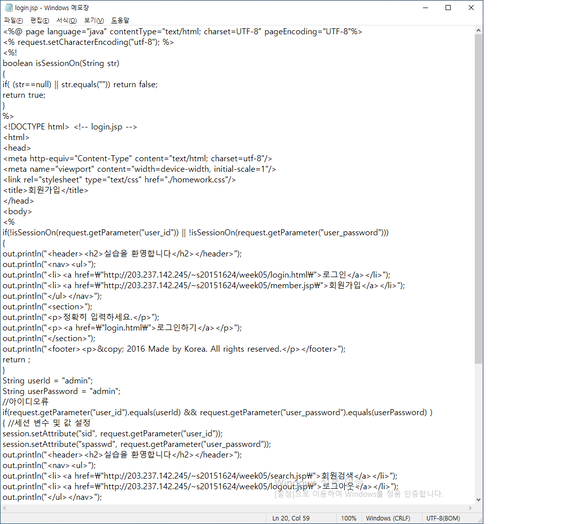 login.jsp - Windows 메모장
파일(F) 편집(E) 서식(O) 보기(V) 도움말
<%@ page language="java" contentType="text/html; charset=UTF-8" pageEncoding="UTF-8"%>
<% request.setCharacterEncoding("utf-8"); %>
<%!
boolean isSessionOn(String str)
{
if( (str==null) || str.equals("")) return false;
return true;
}
%>
<!DOCTYPE html> <!-- login.jsp -->
<html>
<head>
<meta http-equiv="Content-Type" content="text/html; charset=utf-8"/>
<meta name="viewport" content="width=device-width, initial-scale=1"/>
<link rel="stylesheet" type="text/css" href="./homework.css"/>
<title>회원가입</title>
</head>
<body>
<%
if(!isSessionOn(request.getParameter("user_id")) || !isSessionOn(request.getParameter("user_password")))
{
out.println("<header><h2>실습을 환영합니다</h2></header>");
out.println("<nav><ul>");
out.println("<li><a href=₩"http://203.237.142.245/~s20151624/week05/login.html₩">로그인</a></li>");
out.println("<li><a href=₩"http://203.237.142.245/~s20151624/week05/member.jsp₩">회원가입</a></li>");
out.println("</ul></nav>");
out.println("<section>");
out.println("<p>정확히 입력하세요.</p>");
out.println("<p><a href=₩"login.html₩">로그인하기</a></p>");
out.println("</section>");
out.println("<footer><p>&copy; 2016 Made by Korea. All rights reserved.</p></footer>");
return ;
}
String userId = "admin";
String userPassword = "admin";
//아이디오류
if(request.getParameter("user_id").equals(userId) && request.getParameter("user_password").equals(userPassword) )
{ //세션 변수 및 값 설정
session.setAttribute("sid", request.getParameter("user_id"));
session.setAttribute("spasswd", request.getParameter("user_password"));
out.println("<header><h2>실습을 환영합니다</h2></header>");
out.println("<nav><ul>");
out.println("<li><a href=₩"http://203.237.142.245/~s20151624/week05/search.jsp₩">회원검색</a></li>");
out.println("<li><a href=₩"http://203.237.142.245/~s20151624/week05/logout.jsp₩">로그아웃</a></li>");
[설정]으로 이동하여 Windows를 정품 인증합니다.
out.println("</ul></nav>");
Ln 20, Col 59 100% Windows (CRLF) UTF-8(BOM)